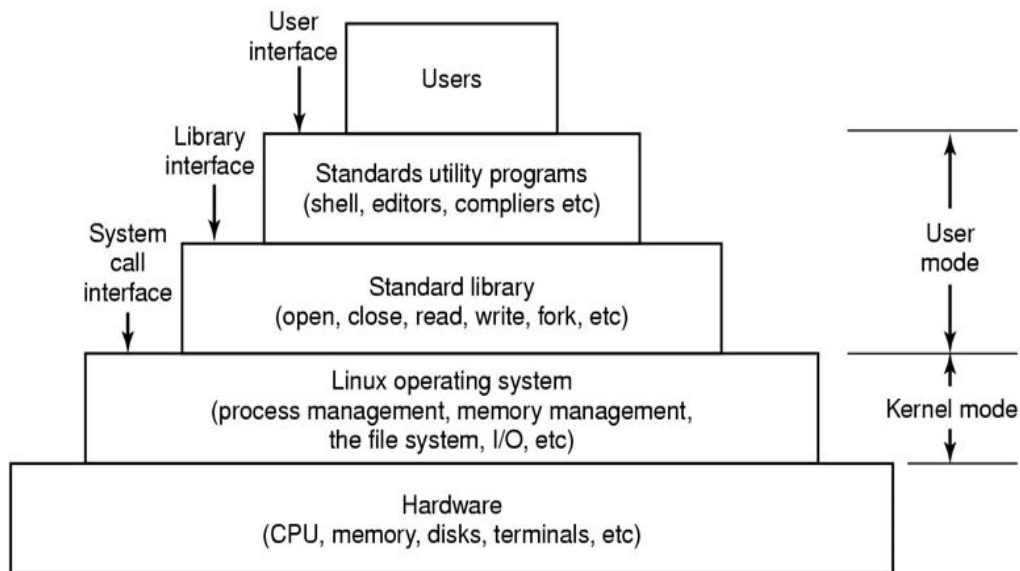 User
interface
Users
Library
interface
Standards utility programs
(shell, editors, compliers etc)
System
call
interface
User
mode
Standard library
(open, close, read, write, fork, etc)
Linux operating system
(process management, memory management,
the file system, I/O, etc)
Kernel mode
Hardware
(CPU, memory, disks, terminals, etc)